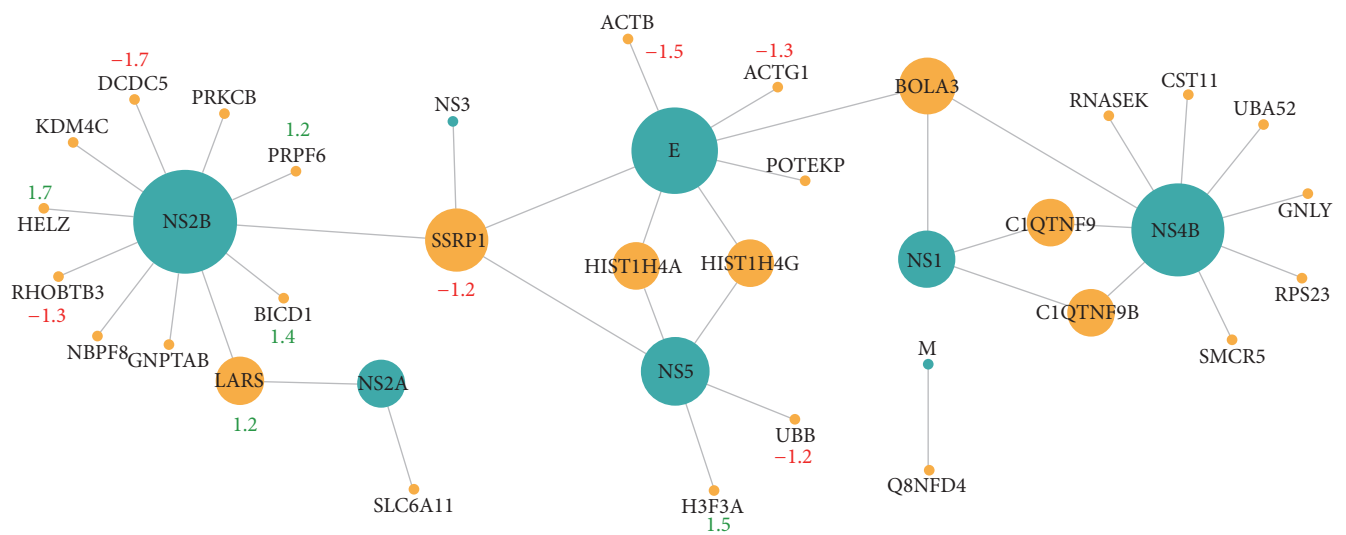 ACTB
−1.5
−1.3
ACTG1
−1.7
DCDC5
PRKCB
KDM4C
1.2
PRPF6
NS3
BOLA3
RNASEK
CST11
UBA52
E
POTEKP
1.7
HELZ
NS2B
SSRP1
−1.2
HIST1H4A
HIST1H4G
C1QTNF9
NS1
NS4B
GNLY
RPS23
RHOBTB3
−1.3
NBPF8
GNPTAB
BICD1
1.4
C1QTNF9B
SMCR5
LARS
1.2
NS2A
NS5
M
UBB
−1.2
SLC6A11
H3F3A
1.5
Q8NFD4